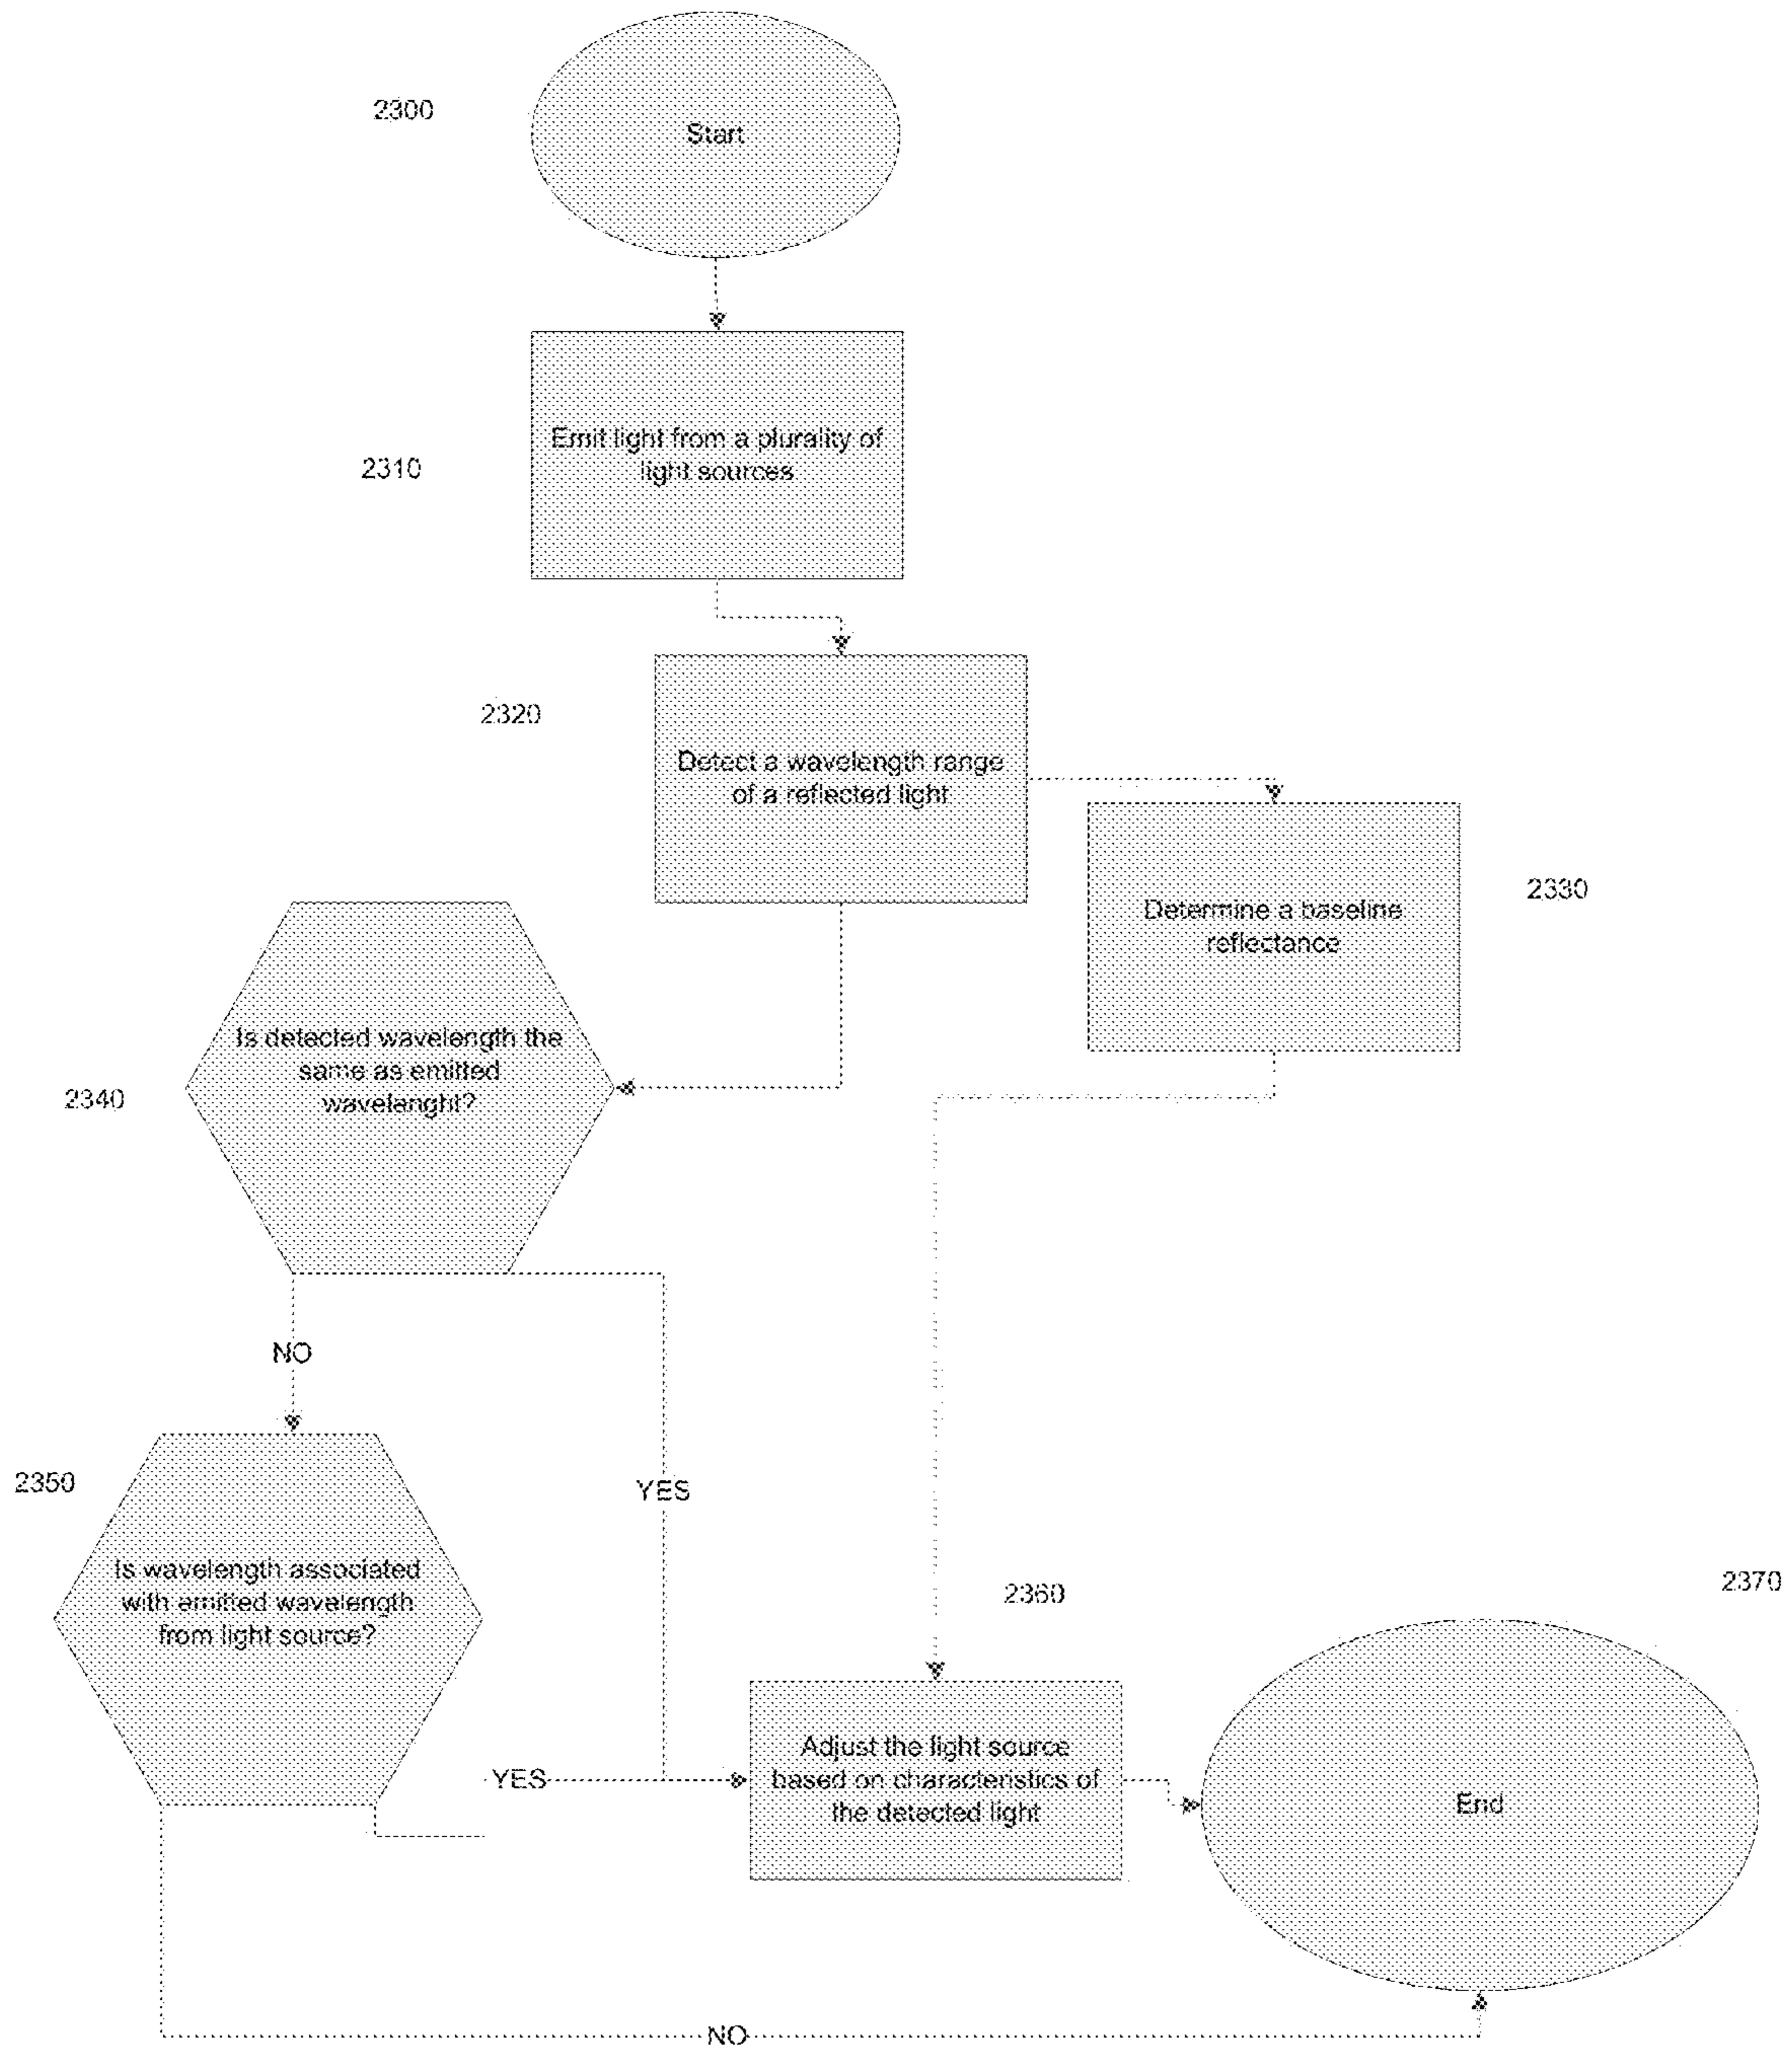 2300
Start
2310
Emit light from a plurality of
light sources
2320
Detect a wavelength range
of a reflected light
2330
Determine a baseline
reflectance
2340
Is detected wavelength the
same as emitted
wavelenght?
NO
YES
2350
Is wavelength associated
with emitted wavelength
from light source?
YES
2360
Adjust the light source
based on characteristics of
the detected light
2370
End
NO